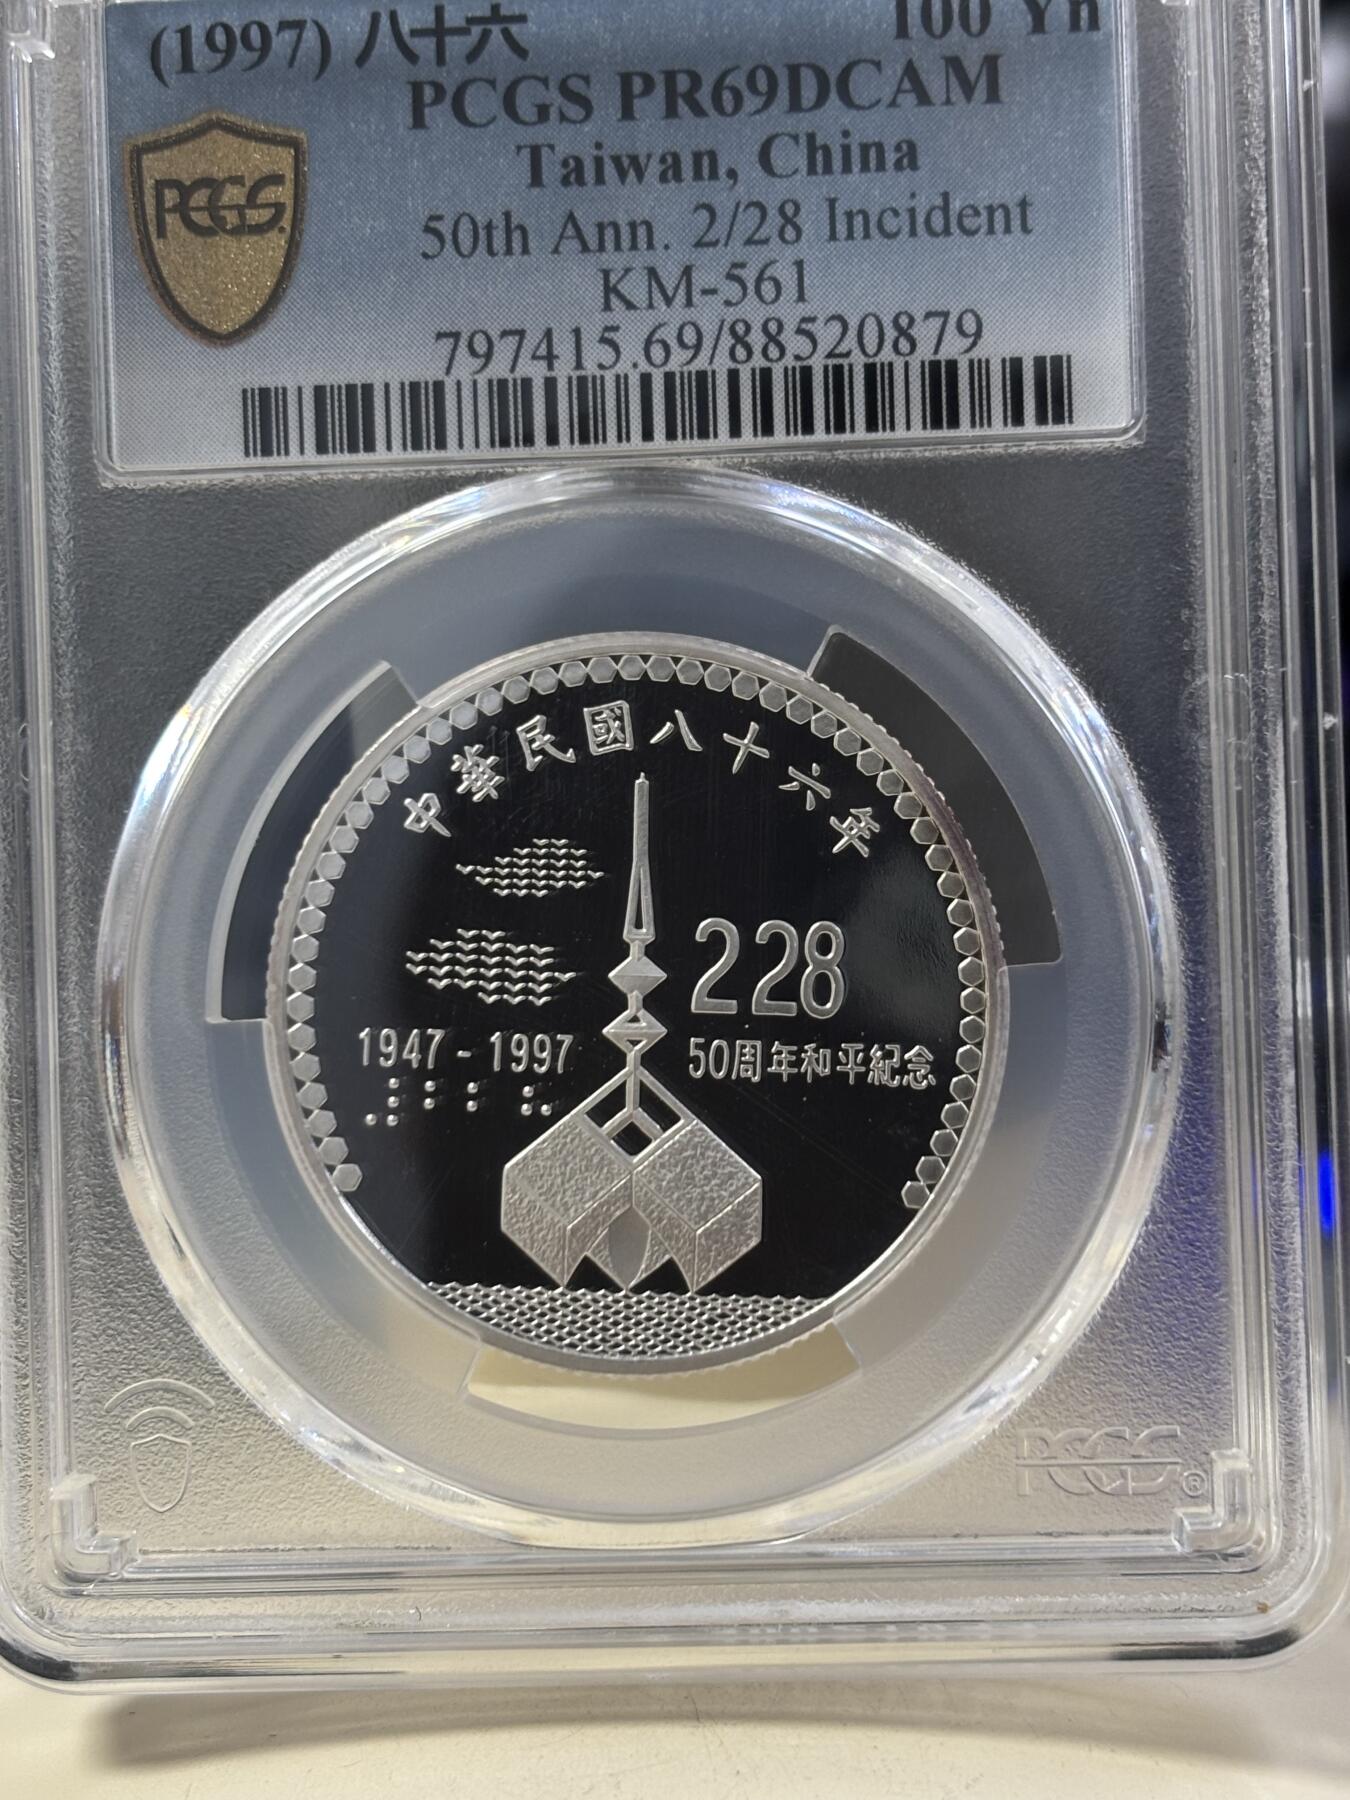 (1997) 八十六 100 Yn
PCGS PR69DCAM
Taiwan, China
50th Ann. 2/28 Incident
KM-561
797415.69/88520879
PCGS
中華民國八十六年
228
1947-1997
50周年和平紀念
PCGS®